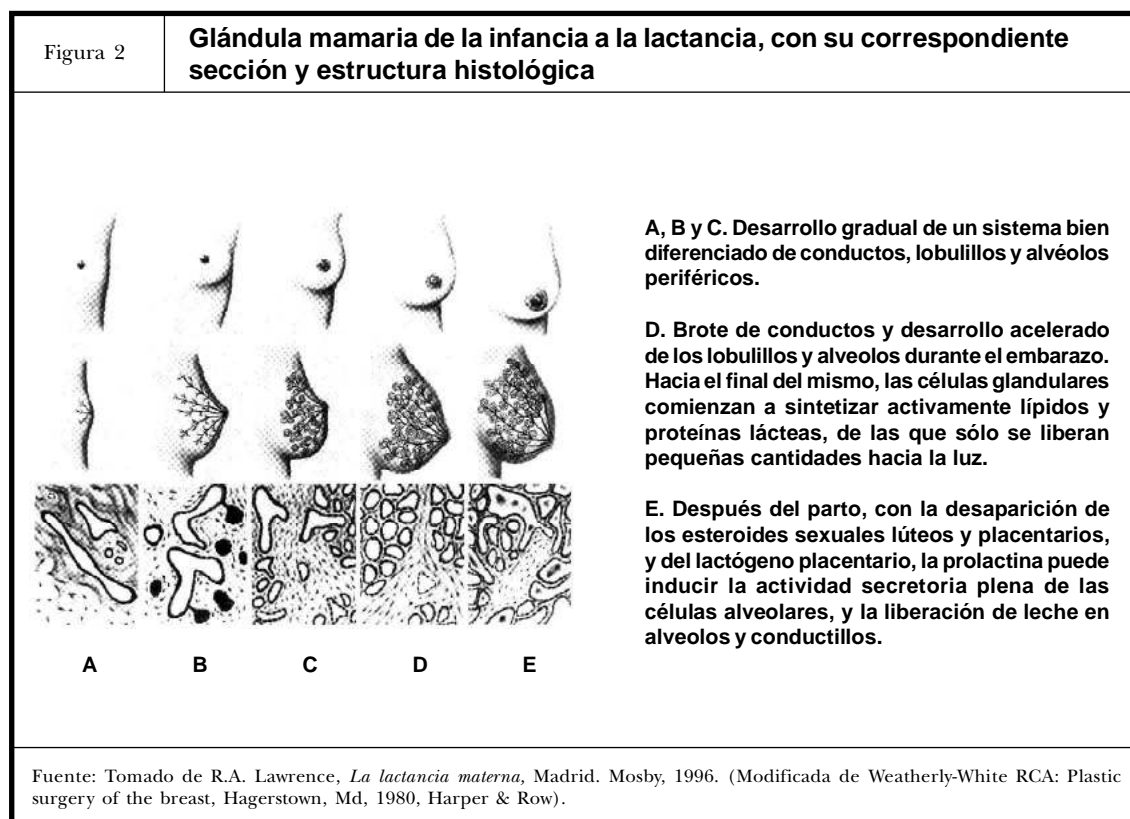 Figura 2
Glándula mamaria de la infancia a la lactancia, con su correspondiente
sección y estructura histológica
A, B y C. Desarrollo gradual de un sistema bien
diferenciado de conductos, lobulillos y alvéolos
periféricos.
D. Brote de conductos y desarrollo acelerado
de los lobulillos y alveolos durante el embarazo.
Hacia el final del mismo, las células glandulares
comienzan a sintetizar activamente lípidos y
proteínas lácteas, de las que sólo se liberan
pequeñas cantidades hacia la luz.
E. Después del parto, con la desaparición de
los esteroides sexuales lúteos y placentarios,
y del lactógeno placentario, la prolactina puede
inducir la actividad secretoria plena de las
células alveolares, y la liberación de leche en
alveolos y conductillos.
A B C D E
Fuente: Tomado de R.A. Lawrence, La lactancia materna, Madrid. Mosby, 1996. (Modificada de Weatherly-White RCA: Plastic
surgery of the breast, Hagerstown, Md, 1980, Harper & Row).